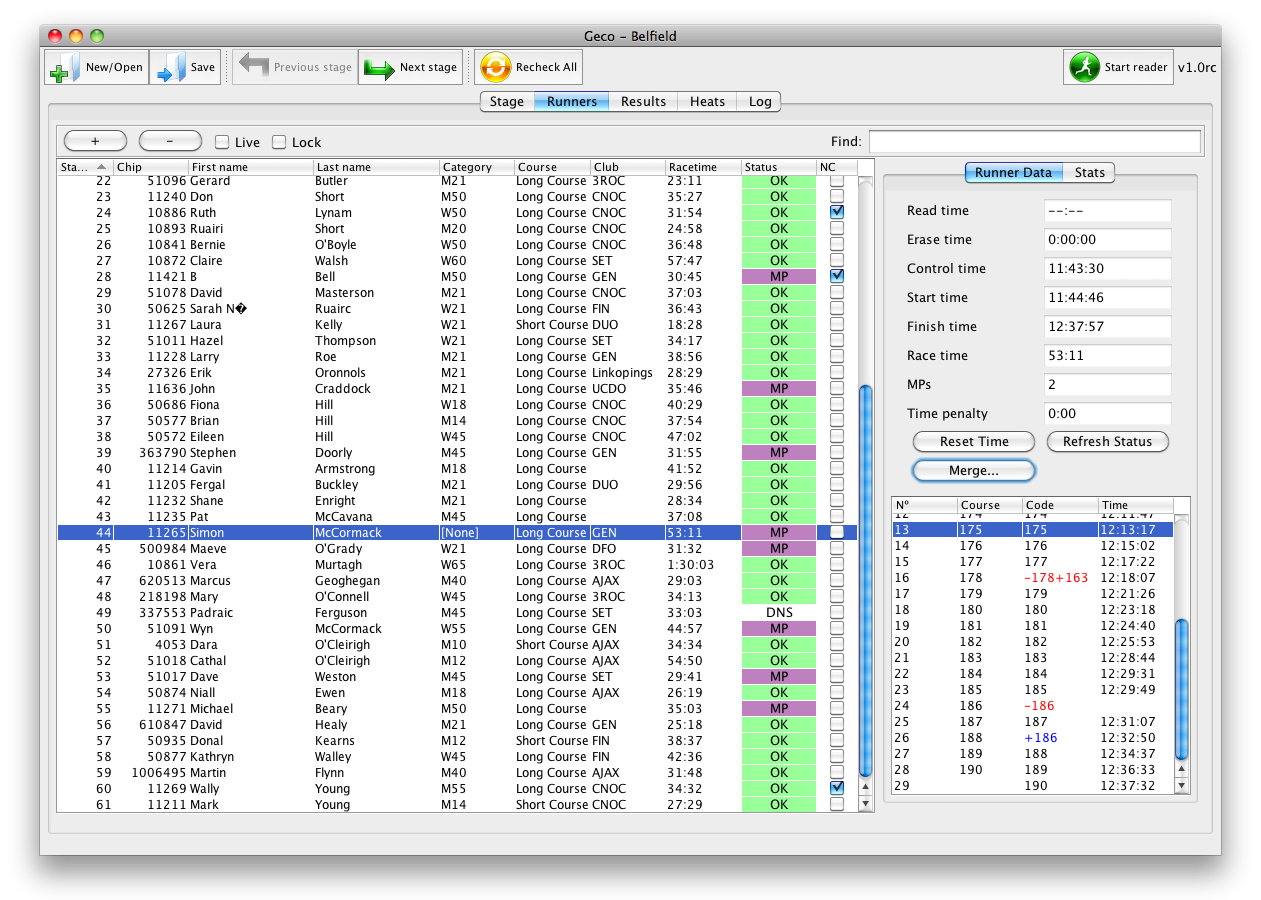 Geco – Belfield
New/Open Save Previous stage Next stage Recheck All Start reader v1.0rc
Stage Runners Results Heats Log
+ – Live Lock Find:
Sta... Chip First name Last name Category Course Club Racetime Status NC
22 51096 Gerard Butler M21 Long Course 3ROC 23:11 OK
23 11240 Don Short M50 Long Course CNOC 35:27 OK
24 10886 Ruth Lynam W50 Long Course CNOC 31:54 OK
25 10893 Ruairi Short M20 Long Course CNOC 24:58 OK
26 10841 Bernie O'Boyle W50 Long Course CNOC 36:48 OK
27 10872 Claire Walsh W60 Long Course SET 57:47 OK
28 11421 B Bell M50 Long Course GEN 30:45 MP
29 51078 David Masterson M21 Long Course CNOC 37:03 OK
30 50625 Sarah N� Ruairc W21 Long Course FIN 36:43 OK
31 11267 Laura Kelly W21 Short Course DUO 18:28 OK
32 51011 Hazel Thompson W21 Long Course SET 34:17 OK
33 11228 Larry Roe M21 Long Course GEN 38:56 OK
34 27326 Erik Oronnols M21 Long Course Linkopings 28:29 OK
35 11636 John Craddock M21 Long Course UCDO 35:46 MP
36 50686 Fiona Hill W18 Long Course CNOC 40:29 OK
37 50577 Brian Hill M14 Long Course CNOC 37:54 OK
38 50572 Eileen Hill W45 Long Course CNOC 47:02 OK
39 363790 Stephen Doorly M45 Long Course GEN 31:55 MP
40 11214 Gavin Armstrong M18 Long Course 41:52 OK
41 11205 Fergal Buckley M21 Long Course DUO 29:56 OK
42 11232 Shane Enright M21 Long Course 28:34 OK
43 11235 Pat McCavana M45 Long Course 37:08 OK
44 11265 Simon McCormack [None] Long Course GEN 53:11 MP
45 500984 Maeve O'Grady W21 Long Course DFO 31:32 MP
46 10861 Vera Murtagh W65 Long Course 3ROC 1:30:03 OK
47 620513 Marcus Geoghegan M40 Long Course AJAX 29:03 OK
48 218198 Mary O'Connell W45 Long Course 3ROC 34:13 OK
49 337553 Padraic Ferguson M45 Long Course SET 33:03 DNS
50 51091 Wyn McCormack W55 Long Course GEN 44:57 MP
51 4053 Dara O'Cleirigh M10 Short Course AJAX 34:34 OK
52 51018 Cathal O'Cleirigh M12 Long Course AJAX 54:50 OK
53 51017 Dave Weston M45 Long Course SET 29:41 MP
54 50874 Niall Ewen M18 Long Course AJAX 26:19 OK
55 11271 Michael Beary M50 Long Course 35:03 MP
56 610847 David Healy M21 Long Course GEN 25:18 OK
57 50935 Donal Kearns M12 Short Course FIN 38:37 OK
58 50877 Kathryn Walley W45 Long Course FIN 42:36 OK
59 1006495 Martin Flynn M40 Long Course AJAX 31:48 OK
60 11269 Wally Young M55 Long Course CNOC 34:32 OK
61 11211 Mark Young M14 Short Course CNOC 27:29 OK
Runner Data Stats
Read time --:--
Erase time 0:00:00
Control time 11:43:30
Start time 11:44:46
Finish time 12:37:57
Race time 53:11
MPs 2
Time penalty 0:00
Reset Time Refresh Status
Merge...
N° Course Code Time
12 174 174 12:11:47
13 175 175 12:13:17
14 176 176 12:15:02
15 177 177 12:17:22
16 178 –178+163 12:18:07
17 179 179 12:21:26
18 180 180 12:23:18
19 181 181 12:24:40
20 182 182 12:25:53
21 183 183 12:28:44
22 184 184 12:29:31
23 185 185 12:29:49
24 186 –186
25 187 187 12:31:07
26 188 +186 12:32:50
27 189 188 12:34:37
28 190 189 12:36:33
29 190 12:37:32